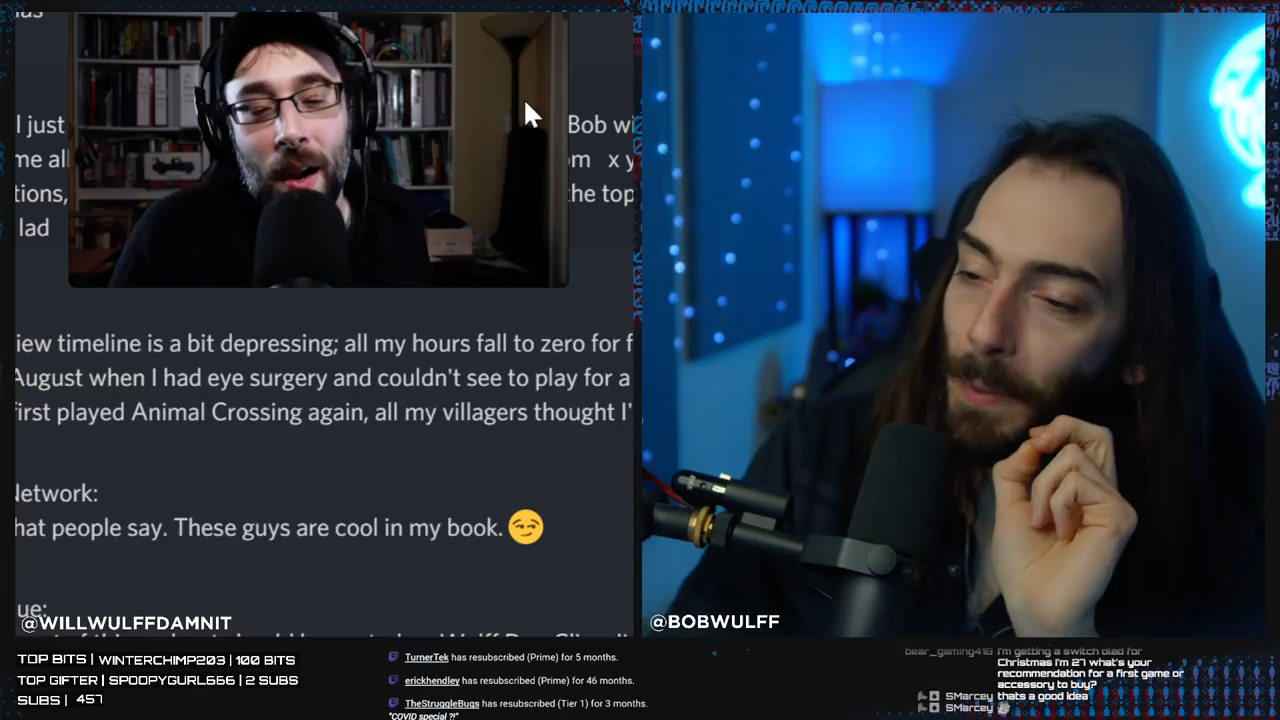 l just
Bob wi
me all
om x y
tions,
the top
lad
iew timeline is a bit depressing; all my hours fall to zero for f
August when I had eye surgery and couldn't see to play for a
first played Animal Crossing again, all my villagers thought I'
Network:
hat people say. These guys are cool in my book. 😏
ue:
@WILLWULFFDAMNIT
@BOBWULFF
TOP BITS | WINTERCHIMP203 | 100 BITS
TOP GIFTER | SPOOPYGURL666 | 2 SUBS
SUBS | 457
TurnerTek has resubscribed (Prime) for 5 months.
erickhendley has resubscribed (Prime) for 46 months.
TheStruggleBugs has resubscribed (Tier 1) for 3 months.
"COVID special ?!"
bear_gaming418 i'm getting a switch oled for
Christmas I'm 27 what's your
recommendation for a first game or
accessory to buy?
SMarcey thats a good idea
SMarcey